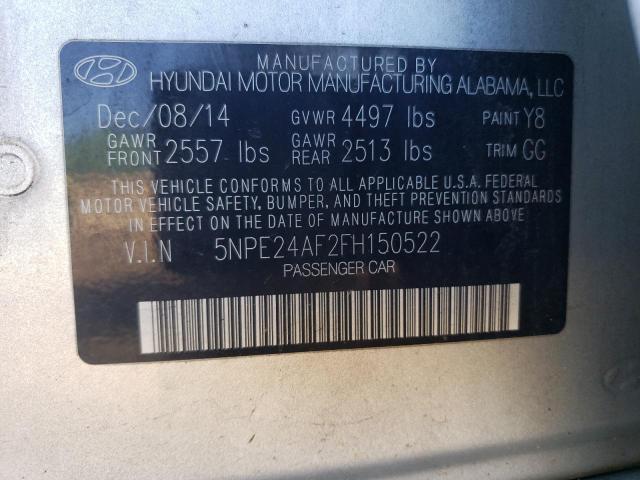 MANUFACTURED BY
HYUNDAI MOTOR MANUFACTURING ALABAMA, LLC
Dec/08/14 GVWR 4497 lbs PAINT Y8
GAWR FRONT 2557 lbs GAWR REAR 2513 lbs TRIM GG
THIS VEHICLE CONFORMS TO ALL APPLICABLE U.S.A. FEDERAL
MOTOR VEHICLE SAFETY, BUMPER, AND THEFT PREVENTION STANDARDS
IN EFFECT ON THE DATE OF MANUFACTURE SHOWN ABOVE
V.I.N 5NPE24AF2FH150522
PASSENGER CAR